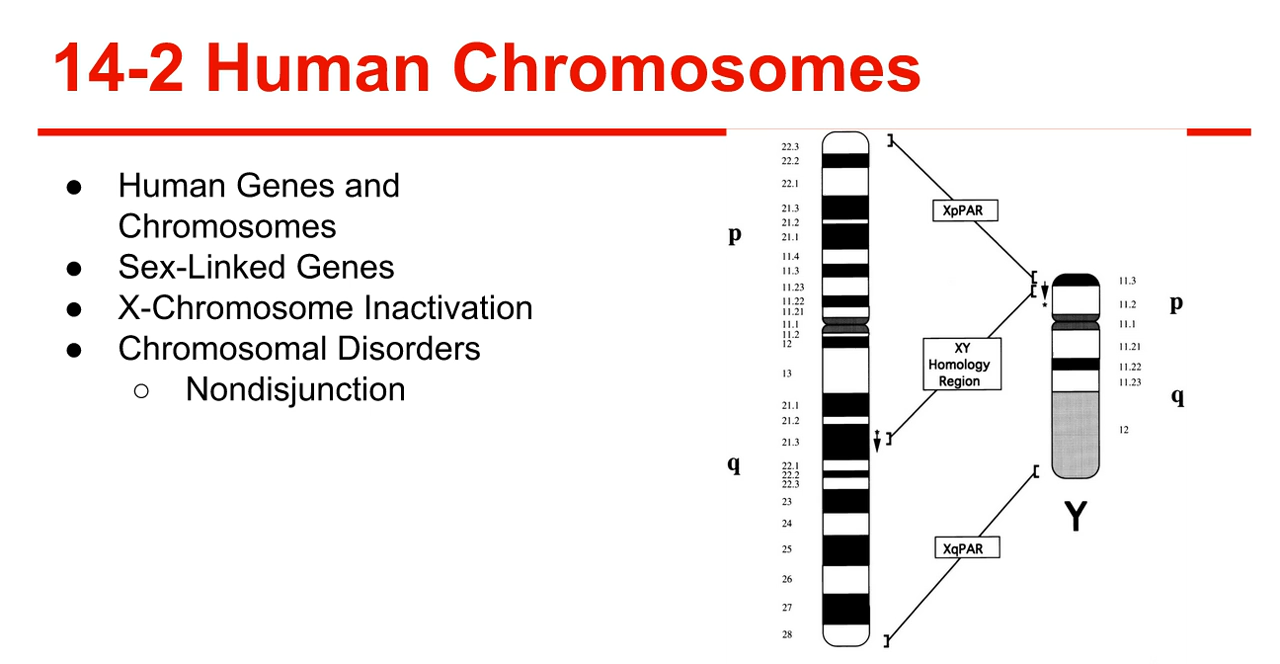 14-2 Human Chromosomes
● Human Genes and
Chromosomes
● Sex-Linked Genes
● X-Chromosome Inactivation
● Chromosomal Disorders
○ Nondisjunction
p
q
22.3
22.2
22.1
21.3
21.2
21.1
11.4
11.3
11.23
11.22
11.21
11.1
11.2
12
13
21.1
21.2
21.3
22.1
22.2
22.3
23
24
25
26
27
28
*
XpPAR
XY
Homology
Region
XqPAR
*
11.3
11.2
11.1
11.21
11.22
11.23
12
p
q
Y